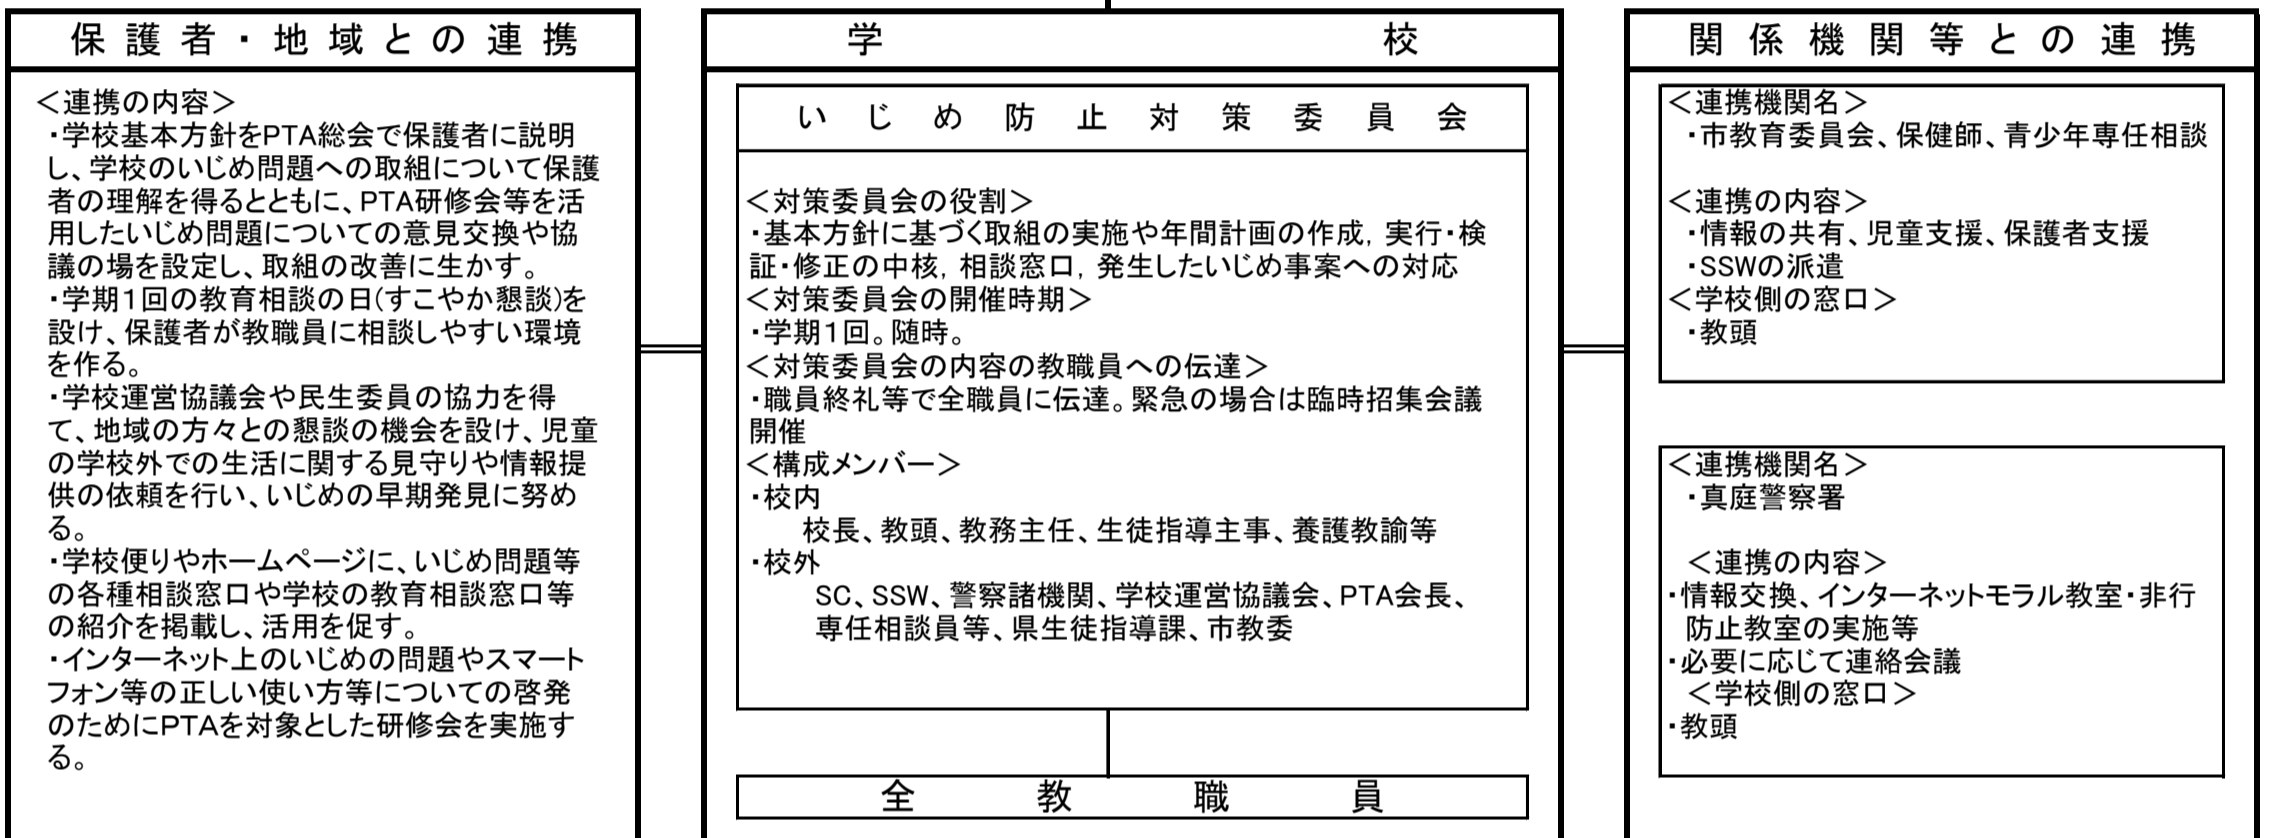 保護者・地域との連携
＜連携の内容＞
・学校基本方針をPTA総会で保護者に説明
し、学校のいじめ問題への取組について保護
者の理解を得るとともに、PTA研修会等を活
用したいじめ問題についての意見交換や協
議の場を設定し、取組の改善に生かす。
・学期１回の教育相談の日(すこやか懇談)を
設け、保護者が教職員に相談しやすい環境
を作る。
・学校運営協議会や民生委員の協力を得
て、地域の方々との懇談の機会を設け、児童
の学校外での生活に関する見守りや情報提
供の依頼を行い、いじめの早期発見に努め
る。
・学校便りやホームページに、いじめ問題等
の各種相談窓口や学校の教育相談窓口等
の紹介を掲載し、活用を促す。
・インターネット上のいじめの問題やスマート
フォン等の正しい使い方等についての啓発
のためにPTAを対象とした研修会を実施す
る。
学校
いじめ防止対策委員会
＜対策委員会の役割＞
・基本方針に基づく取組の実施や年間計画の作成，実行・検
証・修正の中核，相談窓口，発生したいじめ事案への対応
＜対策委員会の開催時期＞
・学期１回。随時。
＜対策委員会の内容の教職員への伝達＞
・職員終礼等で全職員に伝達。緊急の場合は臨時招集会議
開催
＜構成メンバー＞
・校内
校長、教頭、教務主任、生徒指導主事、養護教諭等
・校外
SC、SSW、警察諸機関、学校運営協議会、PTA会長、
専任相談員等、県生徒指導課、市教委
全教職員
関係機関等との連携
＜連携機関名＞
・市教育委員会、保健師、青少年専任相談
＜連携の内容＞
・情報の共有、児童支援、保護者支援
・SSWの派遣
＜学校側の窓口＞
・教頭
＜連携機関名＞
・真庭警察署
＜連携の内容＞
・情報交換、インターネットモラル教室・非行
防止教室の実施等
・必要に応じて連絡会議
＜学校側の窓口＞
・教頭